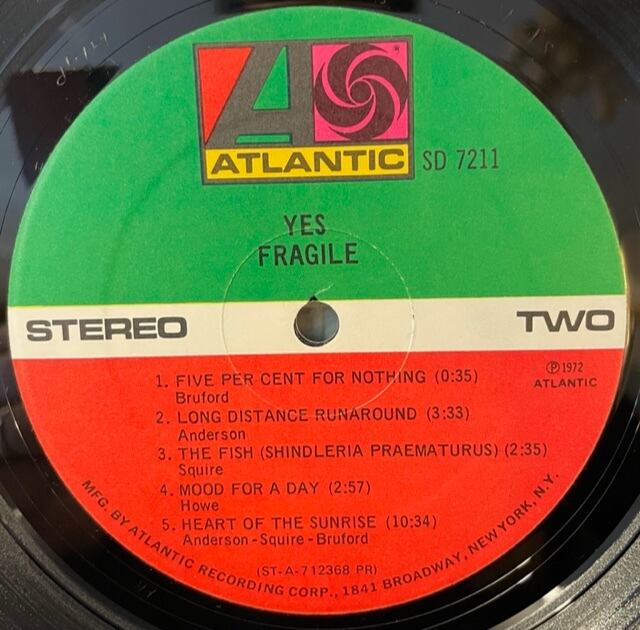 ATLANTIC
SD 7211
YES
FRAGILE
STEREO
TWO
℗ 1972
ATLANTIC
1. FIVE PER CENT FOR NOTHING (0:35)
Bruford
2. LONG DISTANCE RUNAROUND (3:33)
Anderson
3. THE FISH (SHINDLERIA PRAEMATURUS) (2:35)
Squire
4. MOOD FOR A DAY (2:57)
Howe
5. HEART OF THE SUNRISE (10:34)
Anderson - Squire - Bruford
(ST-A-712368 PR)
MFG. BY ATLANTIC RECORDING CORP., 1841 BROADWAY, NEW YORK, N.Y.